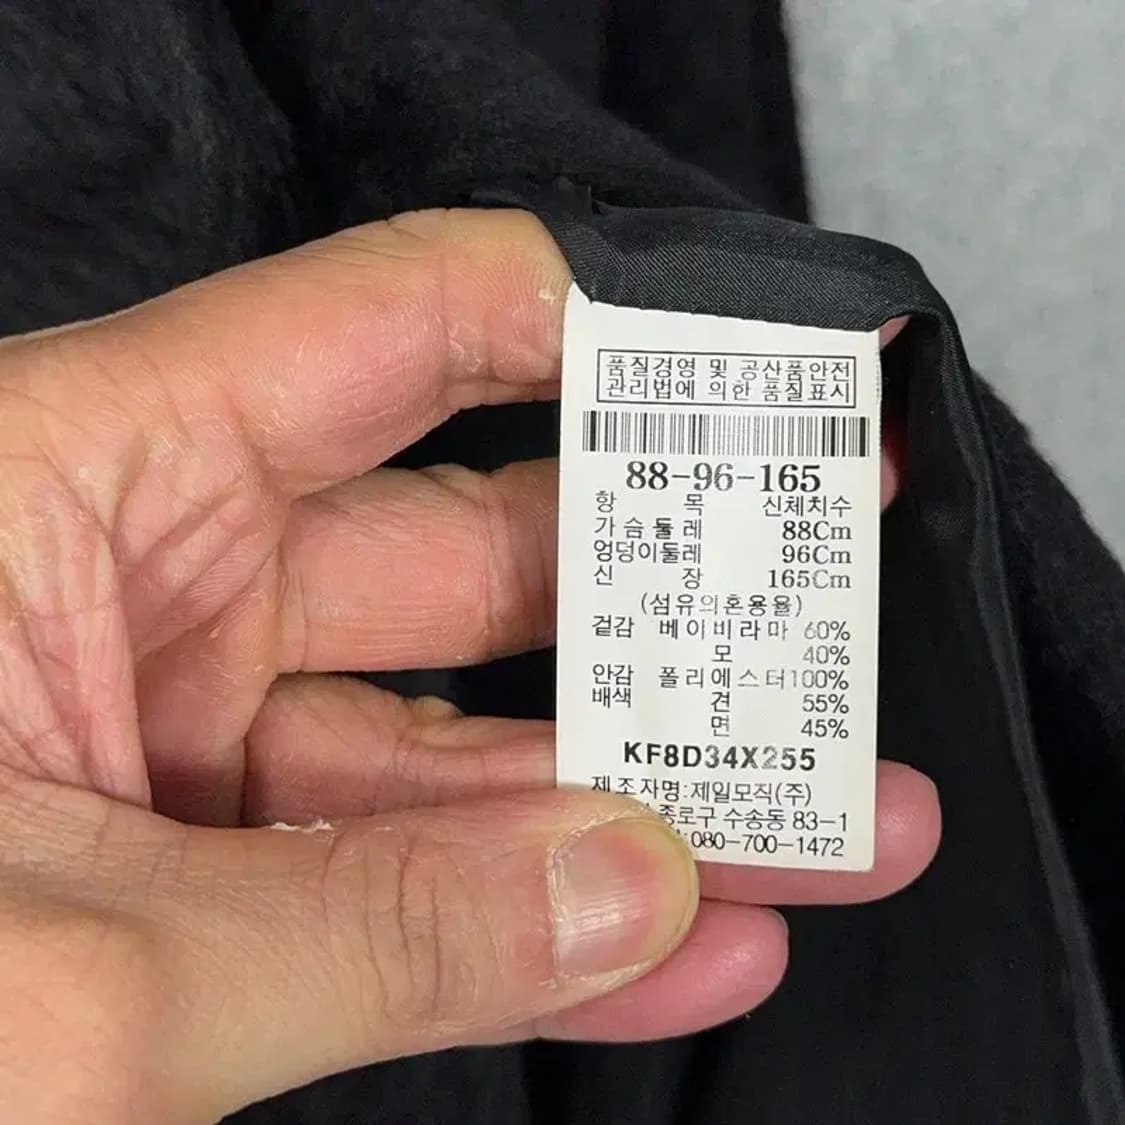 품질경영 및 공산품안전
관리법에 의한 품질표시
88-96-165
항 목 신체치수
가슴둘레 88Cm
엉덩이둘레 96Cm
신 장 165Cm
(섬유의혼용율)
겉감 베이비라마 60%
모 40%
안감 폴리에스터100%
배색 견 55%
면 45%
KF8D34X255
제조자명:제일모직(주)
종로구 수송동 83-1
080-700-1472